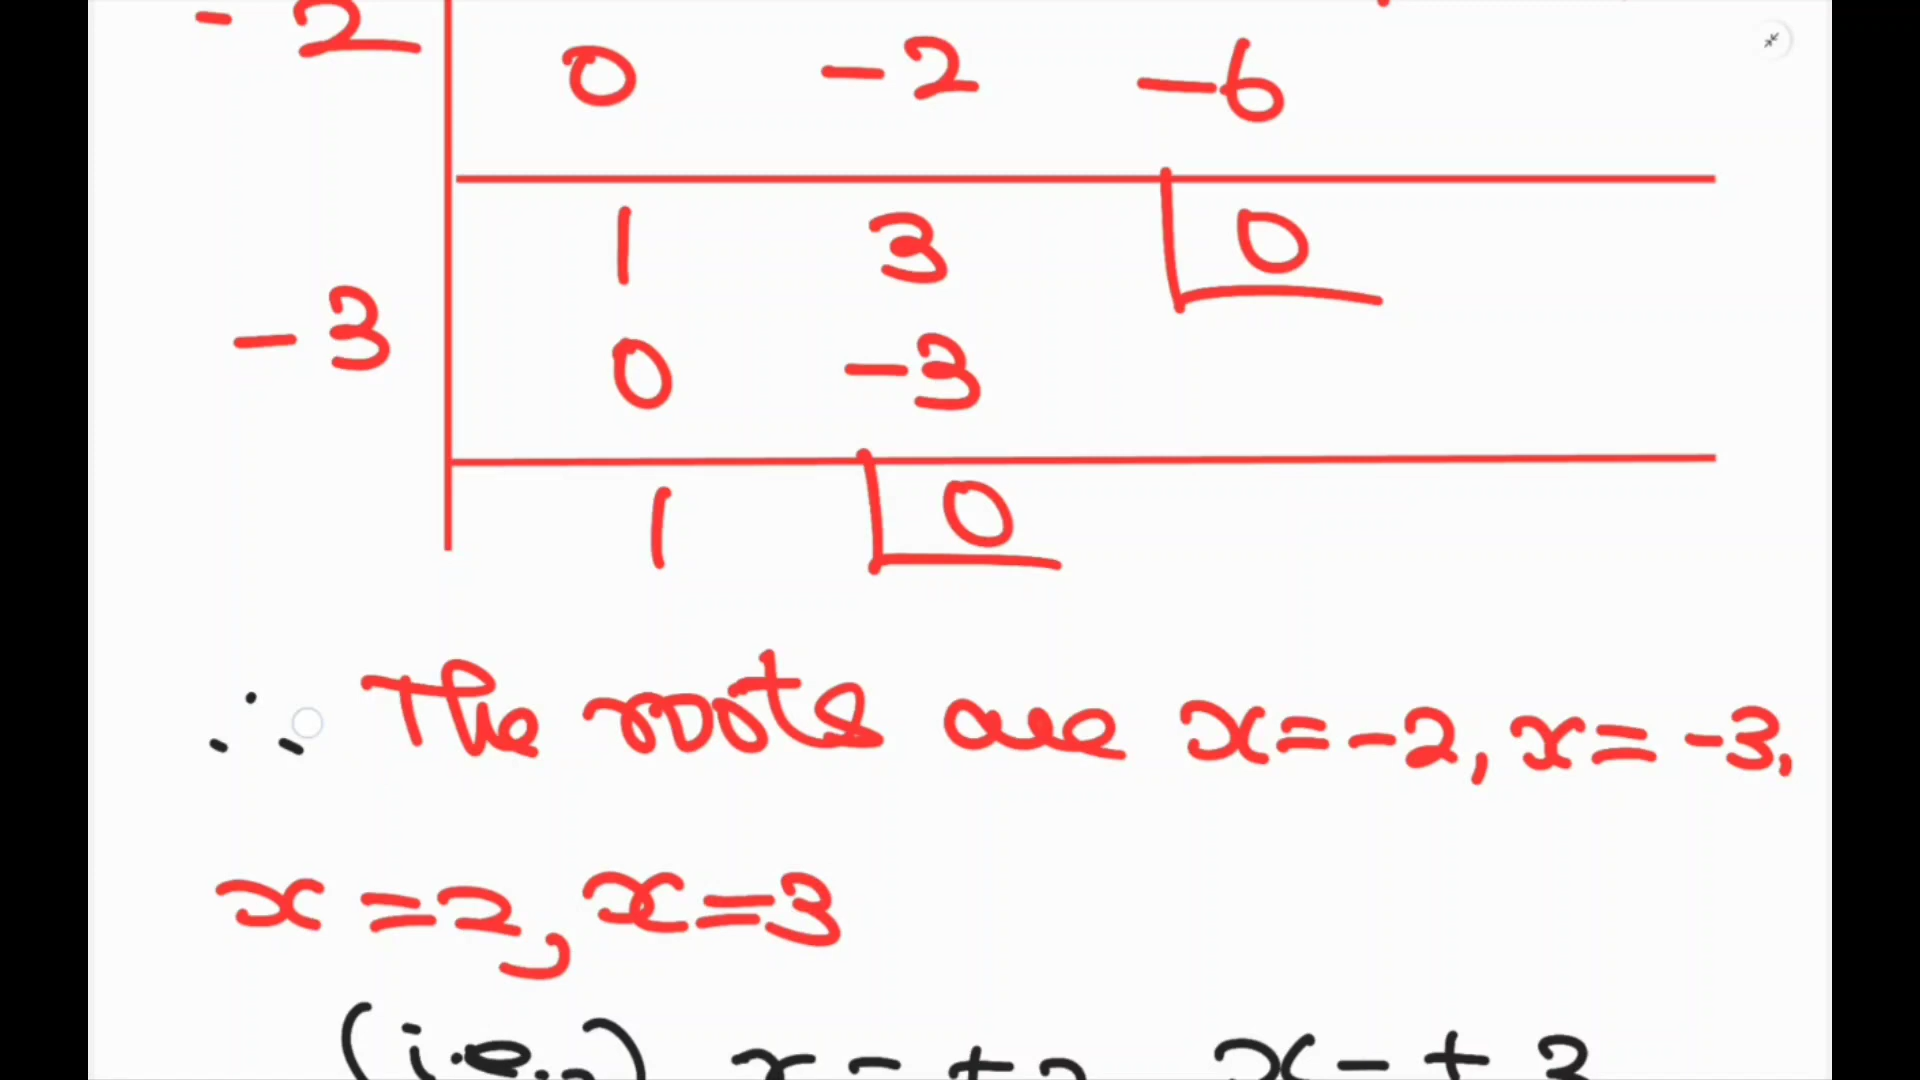 -2 0 -2 -6
1 3 0
-3 0 -3
1 0
∴ The roots are x=-2, x=-3,
x=2, x=3
(i.e.,)